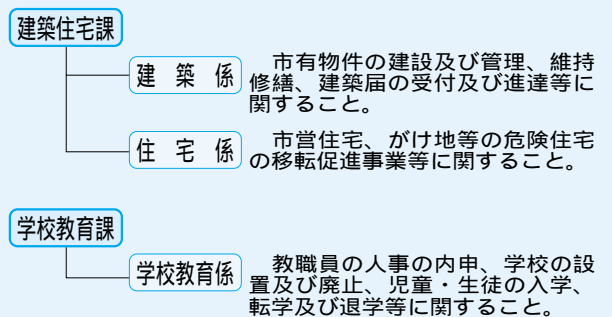 建築住宅課
建築係
市有物件の建設及び管理、維持
修繕、建築届の受付及び進達等に
関すること。
住宅係
市営住宅、がけ地等の危険住宅
の移転促進事業等に関すること。
学校教育課
学校教育係
教職員の人事の内申、学校の設
置及び廃止、児童・生徒の入学、
転学及び退学等に関すること。